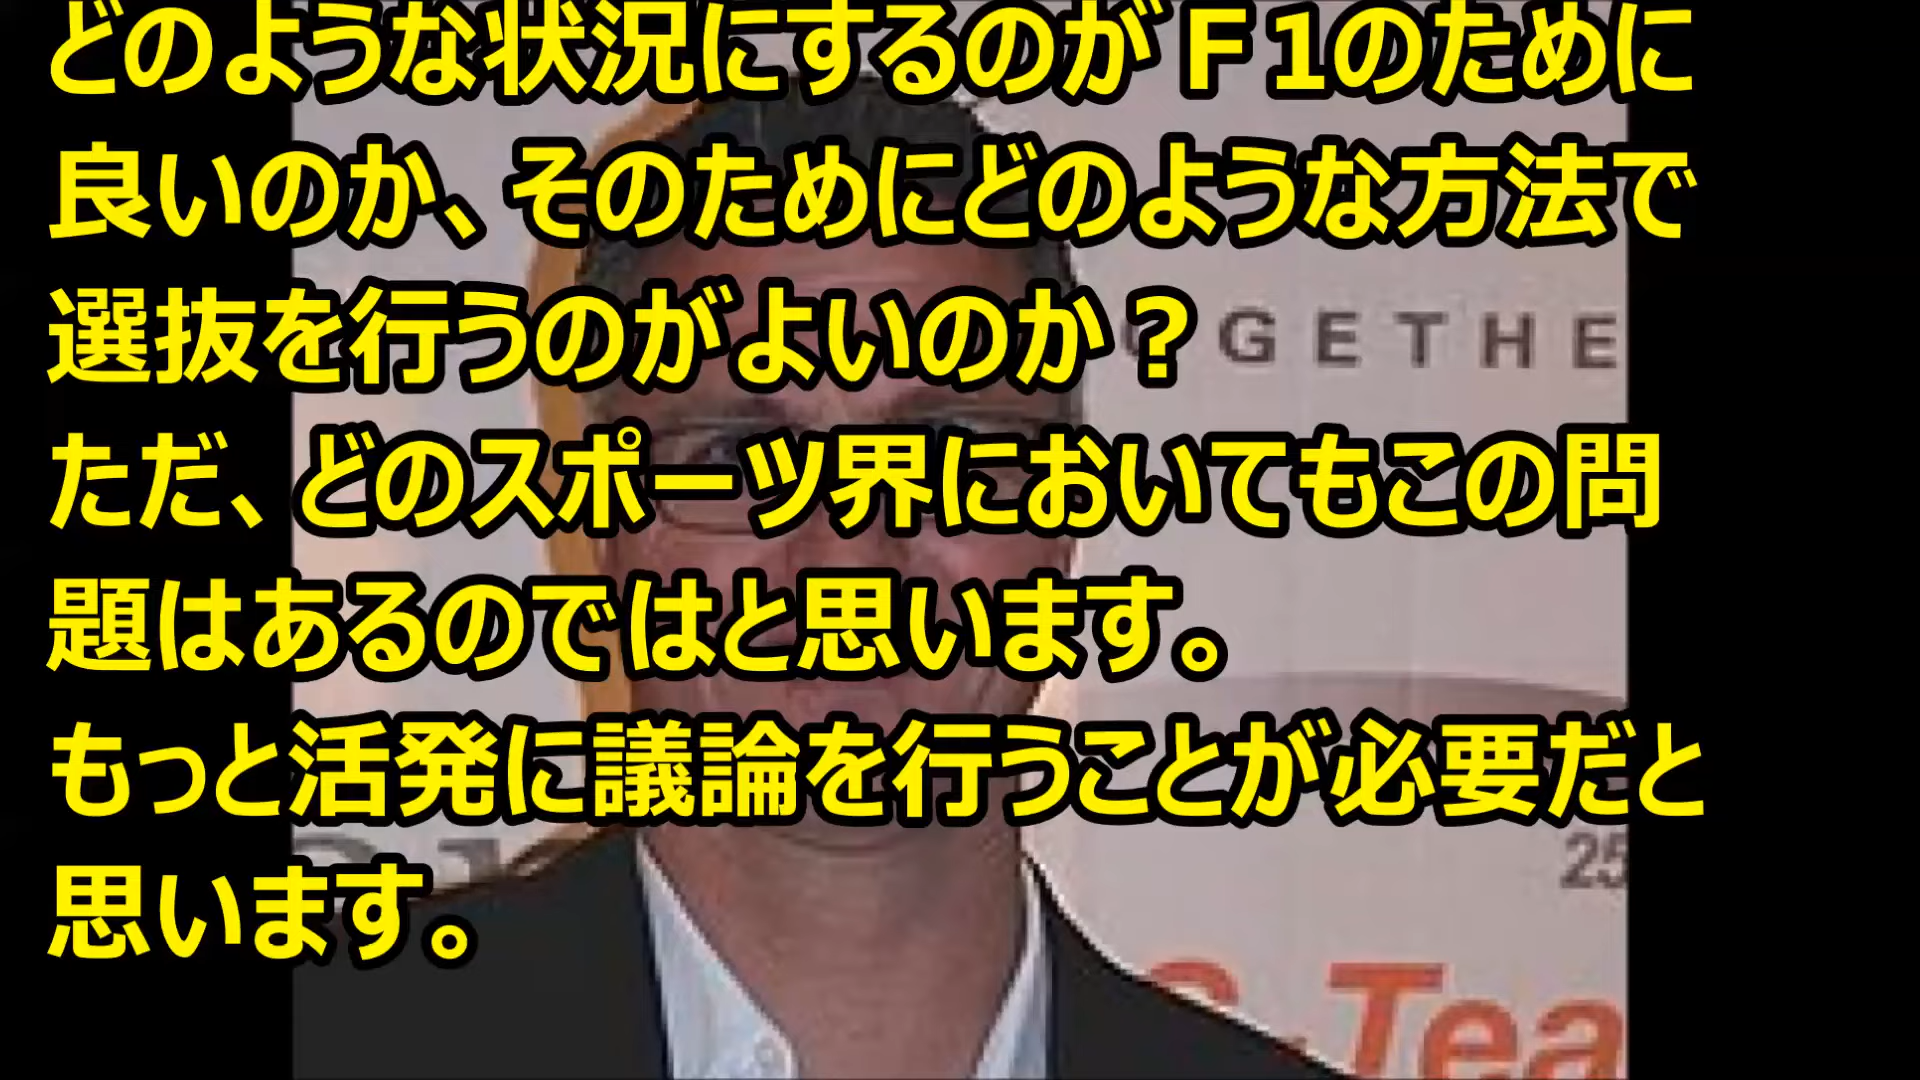 どのような状況にするのがＦ1のために
良いのか、そのためにどのような方法で
選抜を行うのがよいのか？
OGETHE
ただ、どのスポーツ界においてもこの問
題はあるのではと思います。
もっと活発に議論を行うことが必要だと
思います。
25
Tea